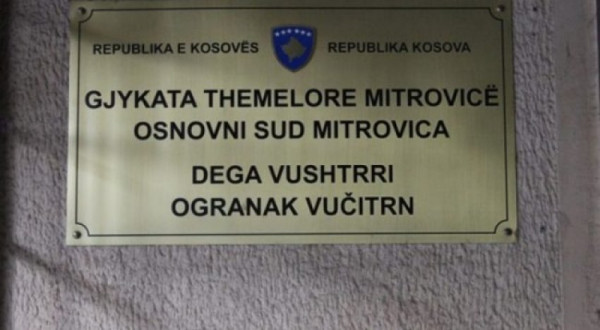 REPUBLIKA E KOSOVËS REPUBLIKA KOSOVA
GJYKATA THEMELORE MITROVICË
OSNOVNI SUD MITROVICA
DEGA VUSHTRRI
OGRANAK VUČITRN